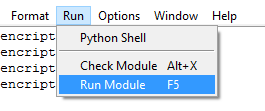 Format Run Options Window Help
encript
Python Shell
encript
encript
Check Module Alt+X
encript
Run Module F5